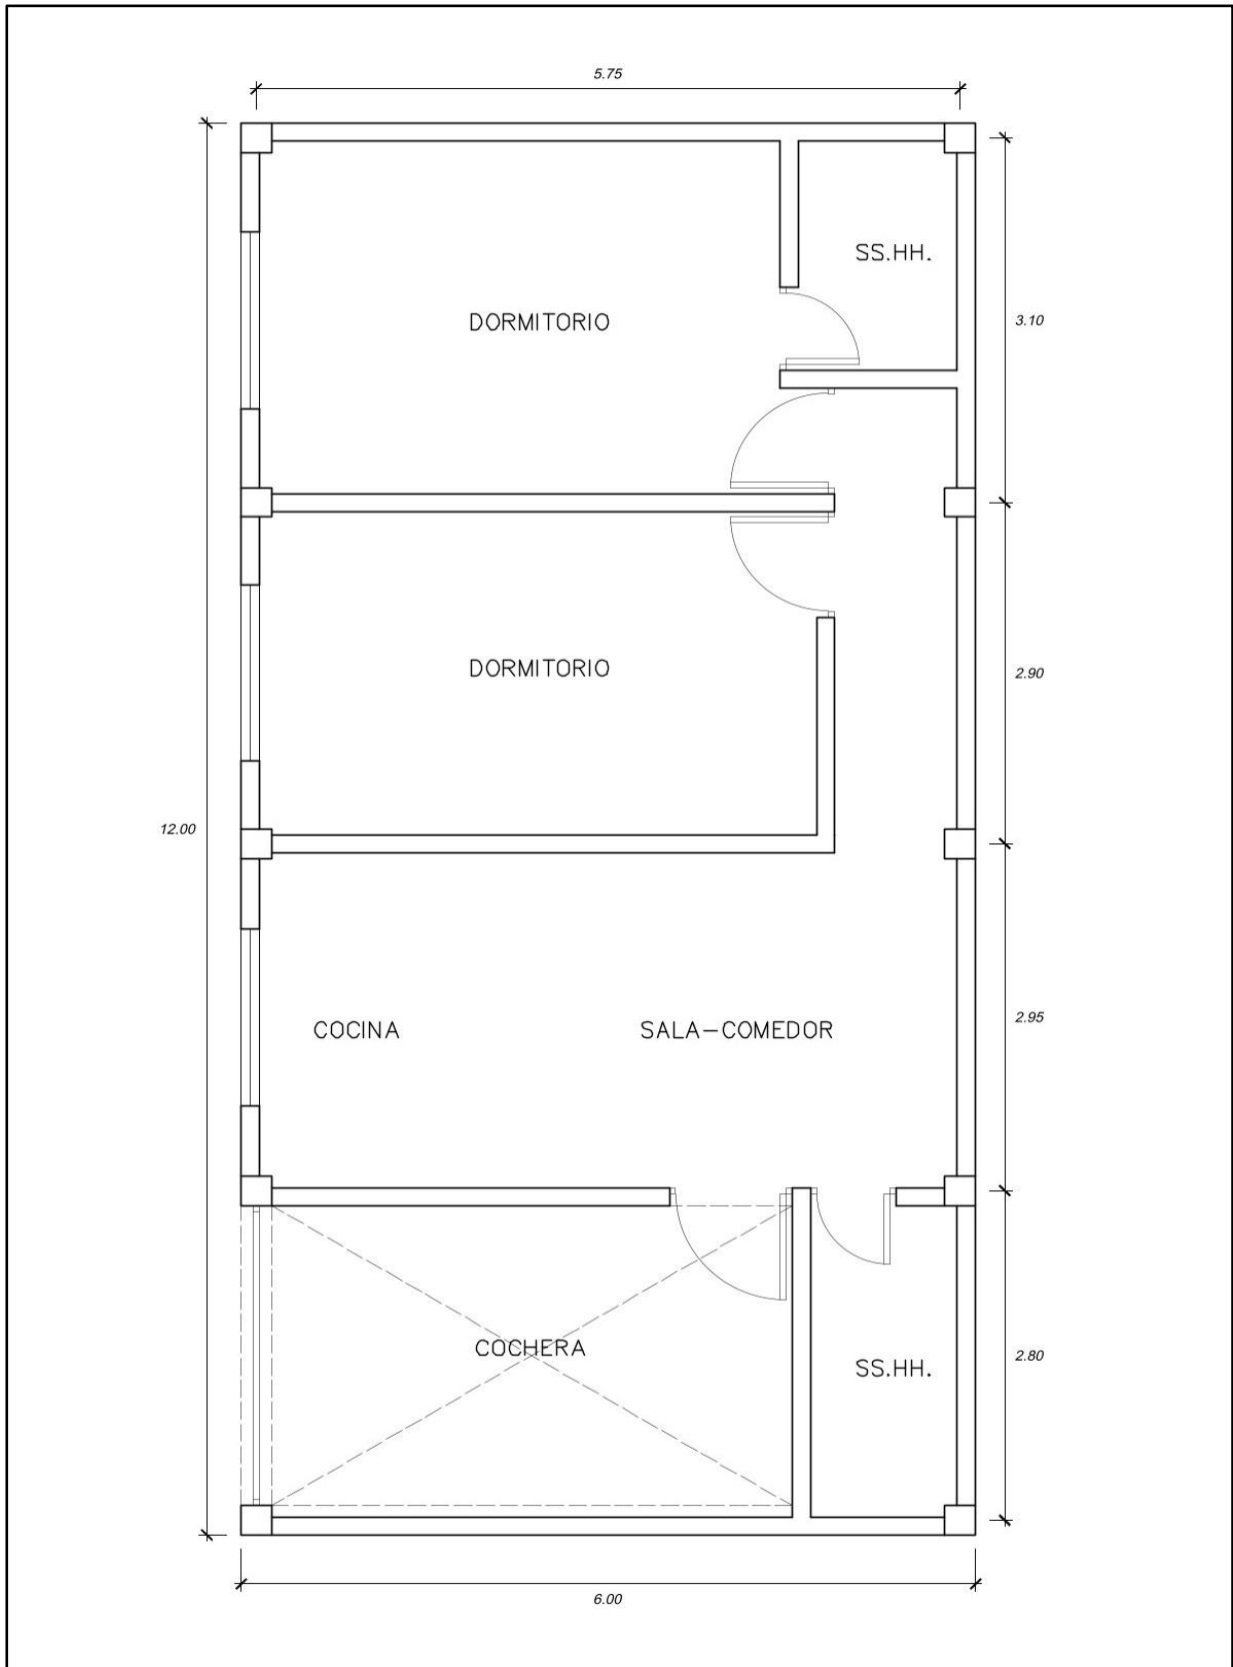 5.75
SS.HH.
DORMITORIO
3.10
DORMITORIO
2.90
12.00
COCINA
SALA-COMEDOR
2.95
COCHERA
SS.HH.
2.80
6.00